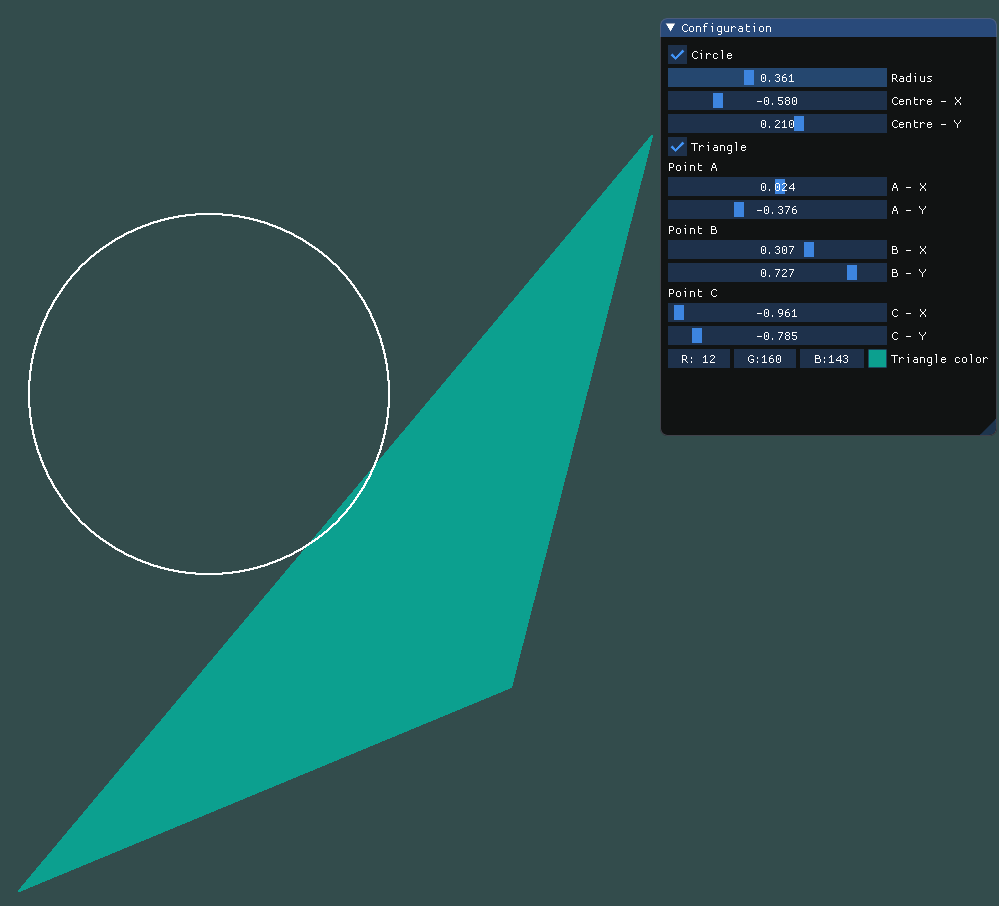 Configuration
Circle
0.361 Radius
-0.580 Centre - X
0.210 Centre - Y
Triangle
Point A
0.024 A - X
-0.376 A - Y
Point B
0.307 B - X
0.727 B - Y
Point C
-0.961 C - X
-0.785 C - Y
R: 12 G:160 B:143 Triangle color